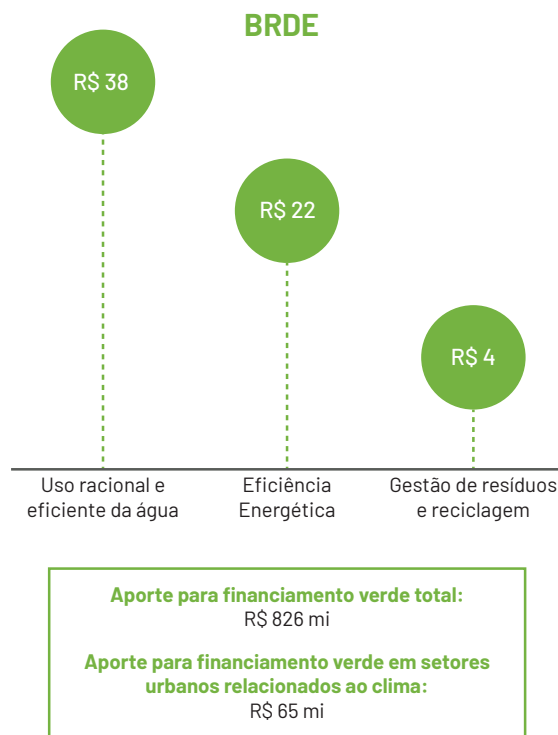 BRDE
R$ 38
R$ 22
R$ 4
Uso racional e
eficiente da água
Eficiência
Energética
Gestão de resíduos
e reciclagem
Aporte para financiamento verde total:
R$ 826 mi
Aporte para financiamento verde em setores
urbanos relacionados ao clima:
R$ 65 mi